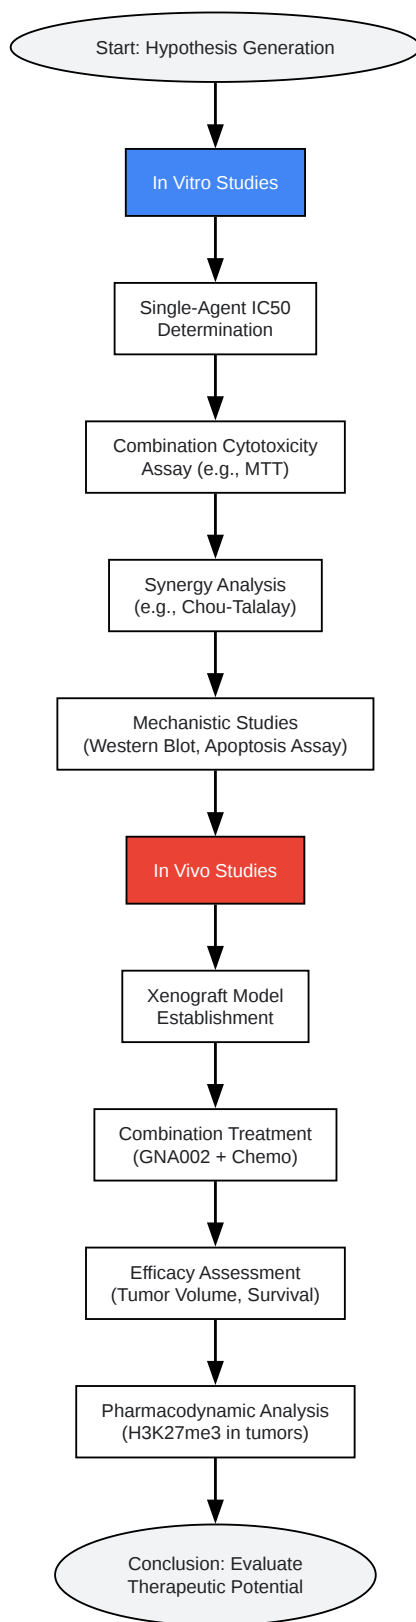 Start: Hypothesis Generation
In Vitro Studies
Single-Agent IC50
Determination
Combination Cytotoxicity
Assay (e.g., MTT)
Synergy Analysis
(e.g., Chou-Talalay)
Mechanistic Studies
(Western Blot, Apoptosis Assay)
In Vivo Studies
Xenograft Model
Establishment
Combination Treatment
(GNA002 + Chemo)
Efficacy Assessment
(Tumor Volume, Survival)
Pharmacodynamic Analysis
(H3K27me3 in tumors)
Conclusion: Evaluate
Therapeutic Potential